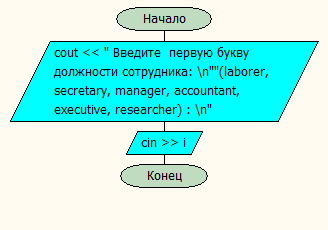 Начало
cout << " Введите  первую букву
должности сотрудника: \n""(laborer,
secretary, manager, accountant,
executive, researcher) : \n"
cin >> i
Конец